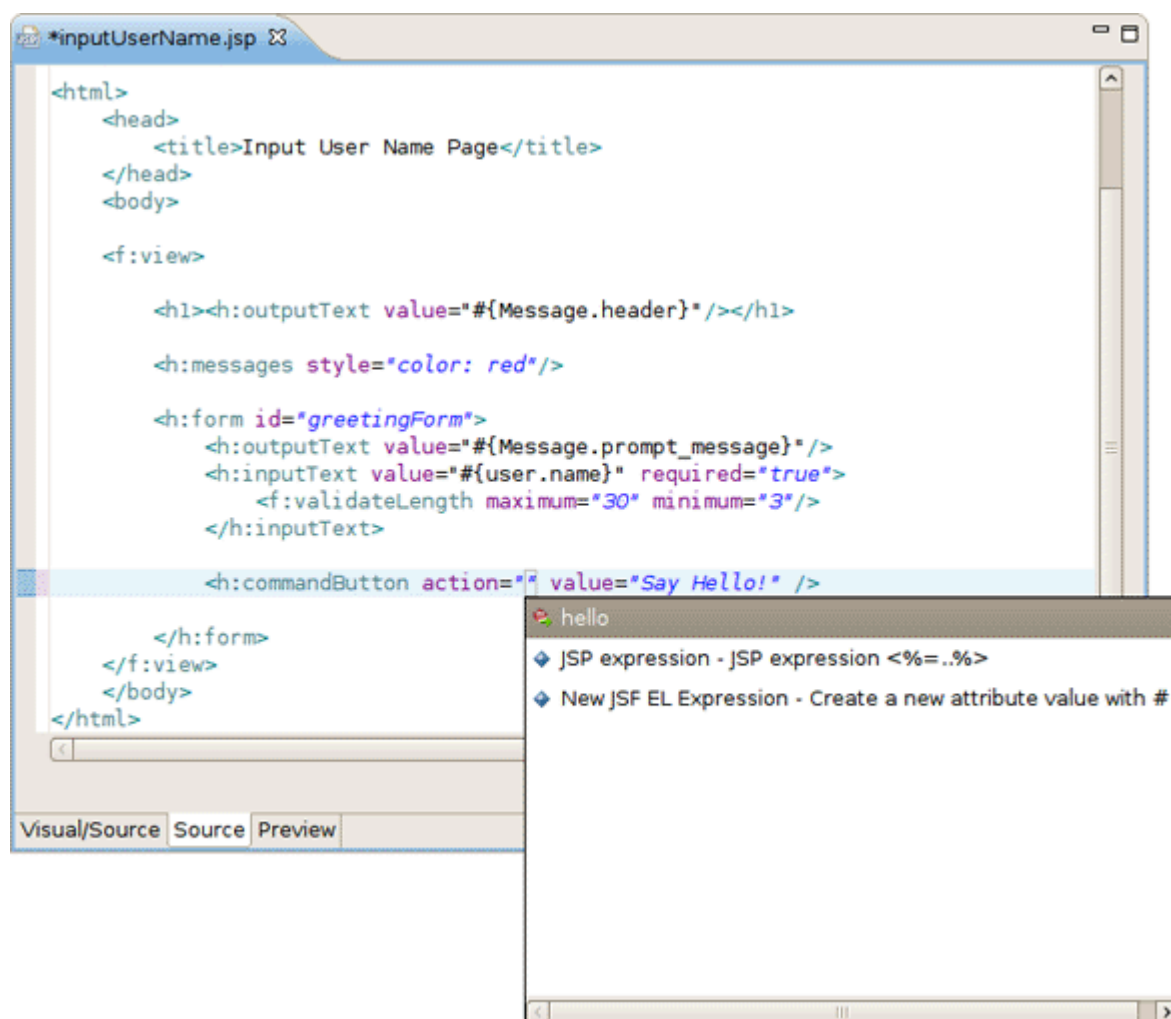 *inputUserName.jsp
<html>
<head>
<title>Input User Name Page</title>
</head>
<body>
<f:view>
<h1><h:outputText value="#{Message.header}"/></h1>
<h:messages style="color: red"/>
<h:form id="greetingForm">
<h:outputText value="#{Message.prompt_message}"/>
<h:inputText value="#{user.name}" required="true">
<f:validateLength maximum="30" minimum="3"/>
</h:inputText>
<h:commandButton action="" value="Say Hello!" />
hello
</h:form>
JSP expression - JSP expression <%=..%>
</f:view>
</body>
New JSF EL Expression - Create a new attribute value with #
</html>
Visual/Source Source Preview